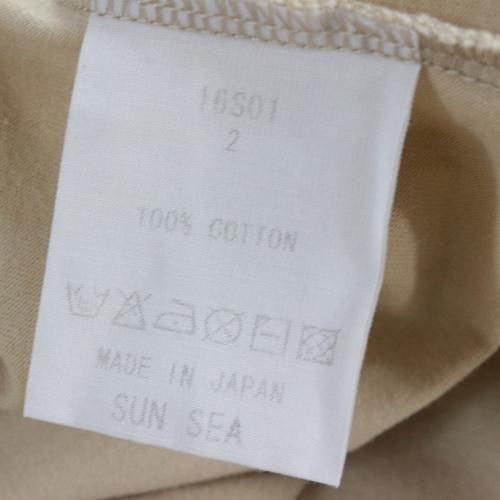 16S01
2
100% COTTON
MADE IN JAPAN
SUN SEA